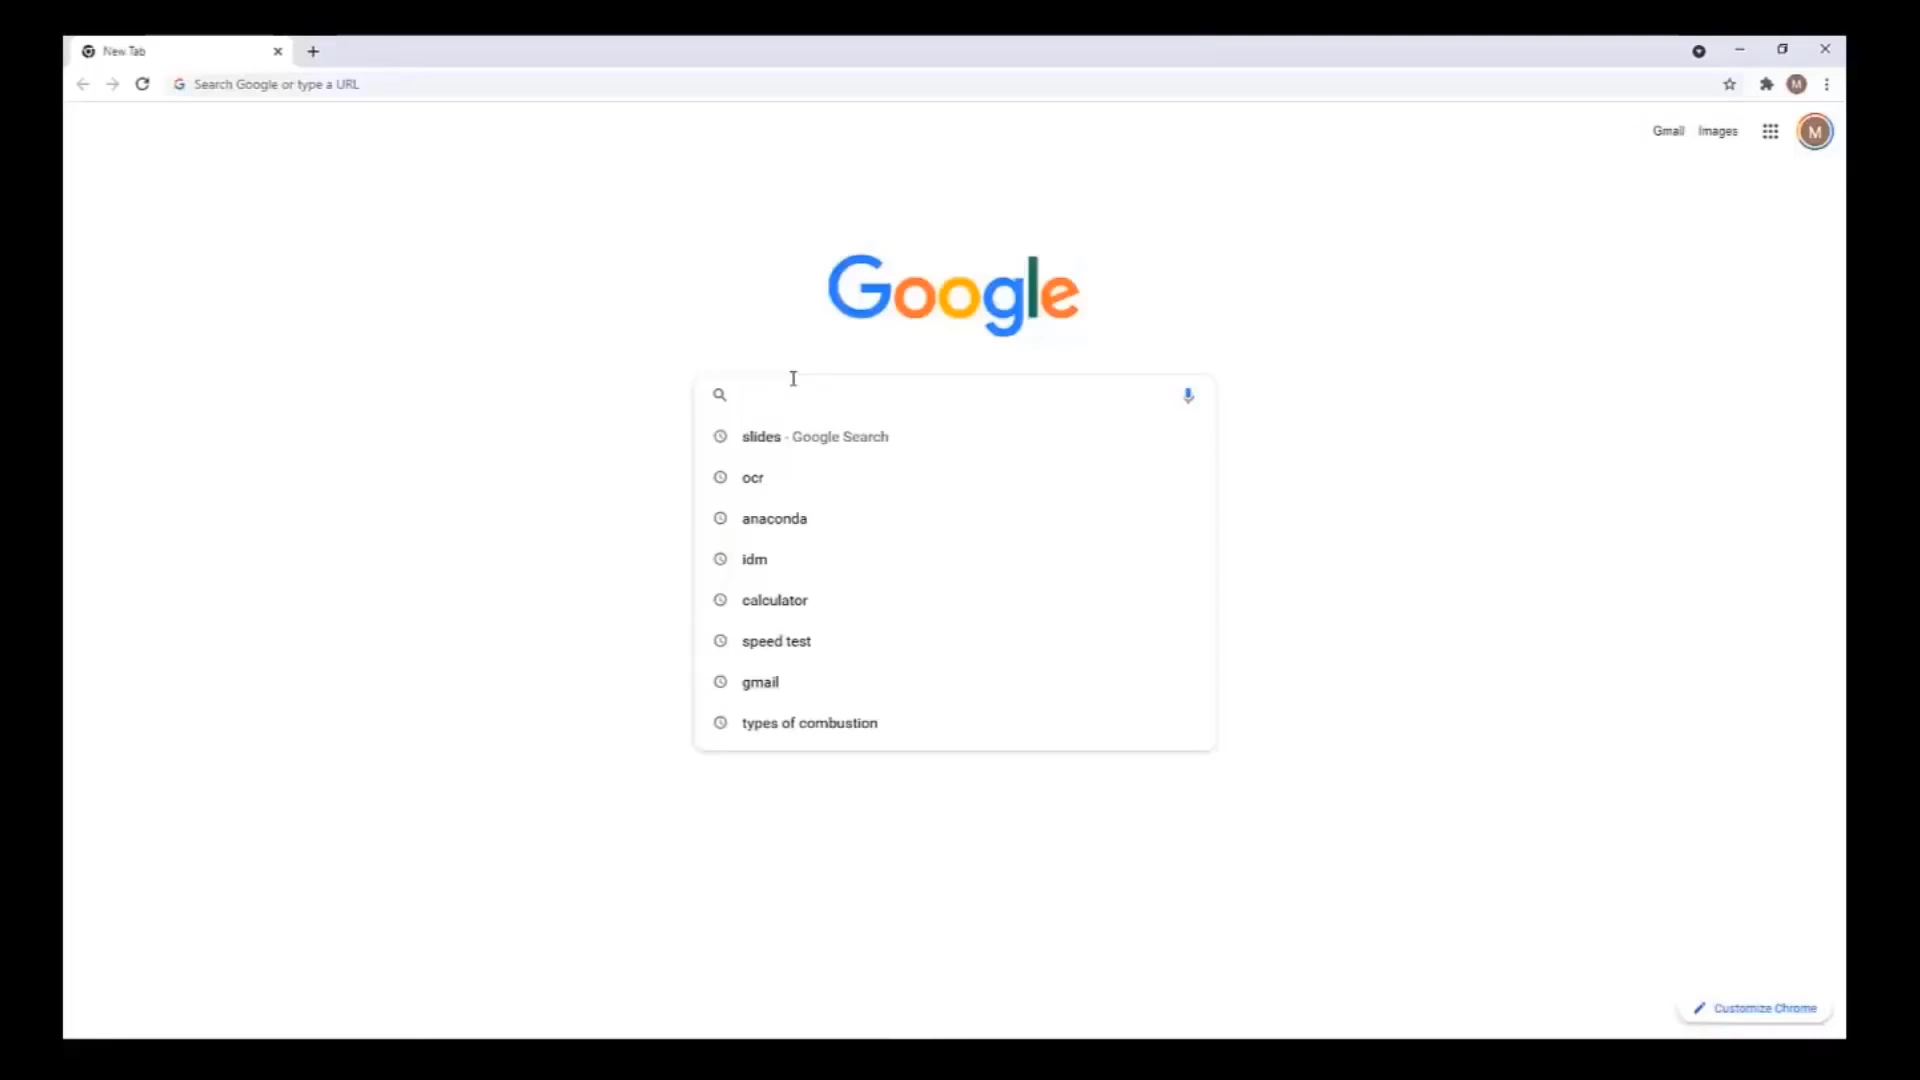 New Tab
Search Google or type a URL
Gmail Images
M
Google
slides - Google Search
ocr
anaconda
idm
calculator
speed test
gmail
types of combustion
Customize Chrome